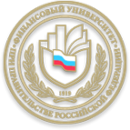 «ФИНАНСОВЫЙ УНИВЕРСИТЕТ»
ПРИ ПРАВИТЕЛЬСТВЕ РОССИЙСКОЙ ФЕДЕРАЦИИ
1919